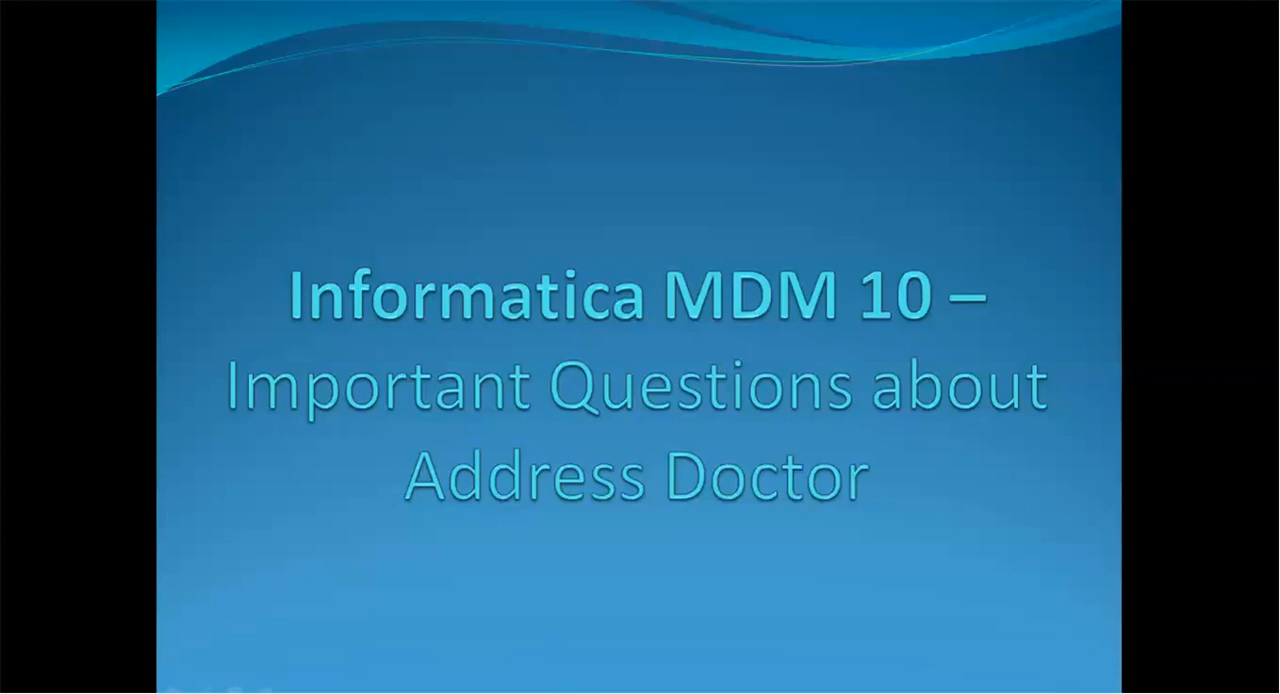 Informatica MDM 10 –
Important Questions about
Address Doctor